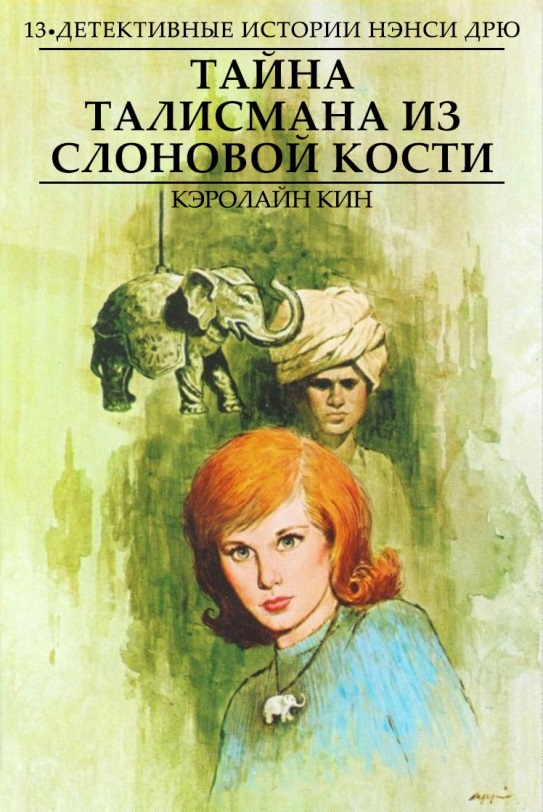 13•ДЕТЕКТИВНЫЕ ИСТОРИИ НЭНСИ ДРЮ
ТАЙНА
ТАЛИСМАНА ИЗ
СЛОНОВОЙ КОСТИ
КЭРОЛАЙН КИН